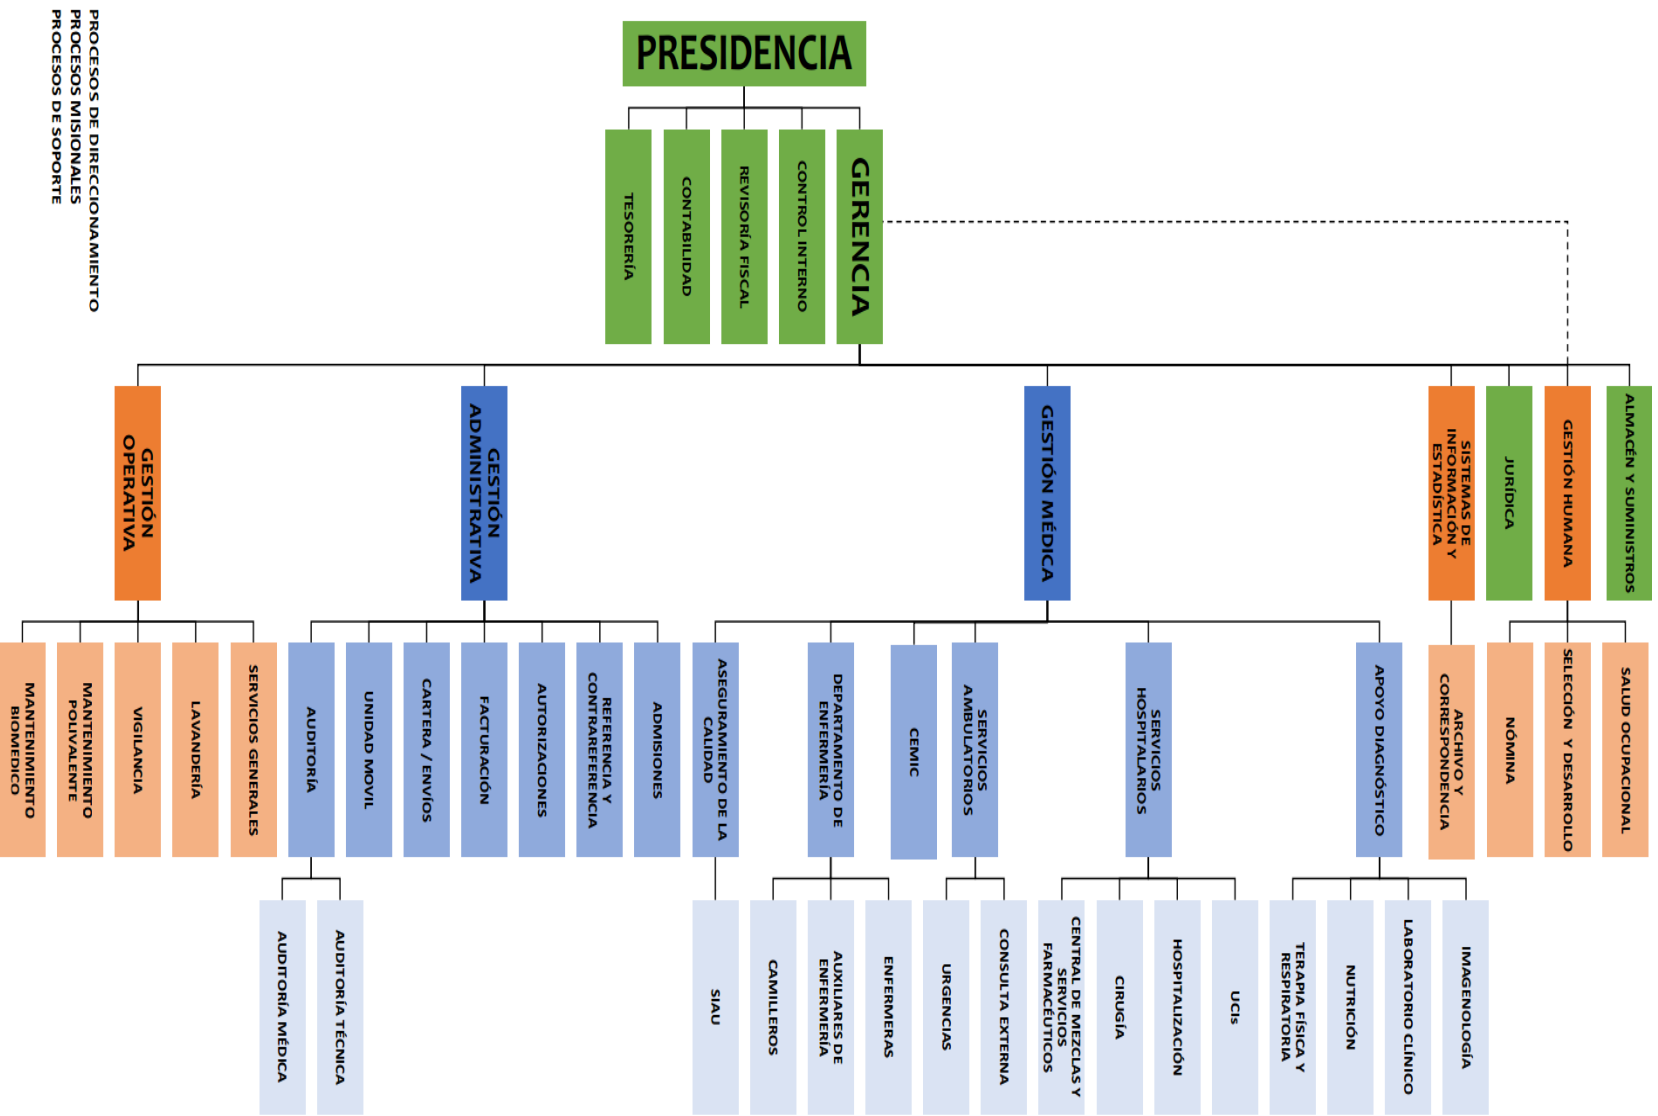 PROCESOS DE DIRECCIONAMIENTO
PROCESOS MISIONALES
PROCESOS DE SOPORTE
PRESIDENCIA
TESORERÍA
CONTABILIDAD
REVISORÍA FISCAL
CONTROL INTERNO
GERENCIA
GESTIÓN
OPERATIVA
GESTIÓN
ADMINISTRATIVA
GESTIÓN MÉDICA
SISTEMAS DE
INFORMACIÓN Y
ESTADÍSTICA
JURÍDICA
GESTIÓN HUMANA
ALMACÉN Y SUMINISTROS
MANTENIMIENTO
BIOMEDICO
MANTENIMIENTO
POLIVALENTE
VIGILANCIA
LAVANDERÍA
SERVICIOS GENERALES
AUDITORÍA
UNIDAD MOVIL
CARTERA / ENVÍOS
FACTURACIÓN
AUTORIZACIONES
REFERENCIA Y
CONTRAREFERENCIA
ADMISIONES
ASEGURAMIENTO DE LA
CALIDAD
DEPARTAMENTO DE
ENFERMERÍA
CEMIC
SERVICIOS
AMBULATORIOS
SERVICIOS
HOSPITALARIOS
APOYO DIAGNÓSTICO
ARCHIVO Y
CORRESPONDENCIA
NÓMINA
SELECCIÓN Y DESARROLLO
SALUD OCUPACIONAL
AUDITORÍA MÉDICA
AUDITORÍA TÉCNICA
SIAU
CAMILLEROS
AUXILIARES DE
ENFERMERÍA
ENFERMERAS
URGENCIAS
CONSULTA EXTERNA
CENTRAL DE MEZCLAS Y
SERVICIOS
FARMACÉUTICOS
CIRUGÍA
HOSPITALIZACIÓN
UCIs
TERAPIA FÍSICA Y
RESPIRATORIA
NUTRICIÓN
LABORATORIO CLÍNICO
IMAGENOLOGÍA